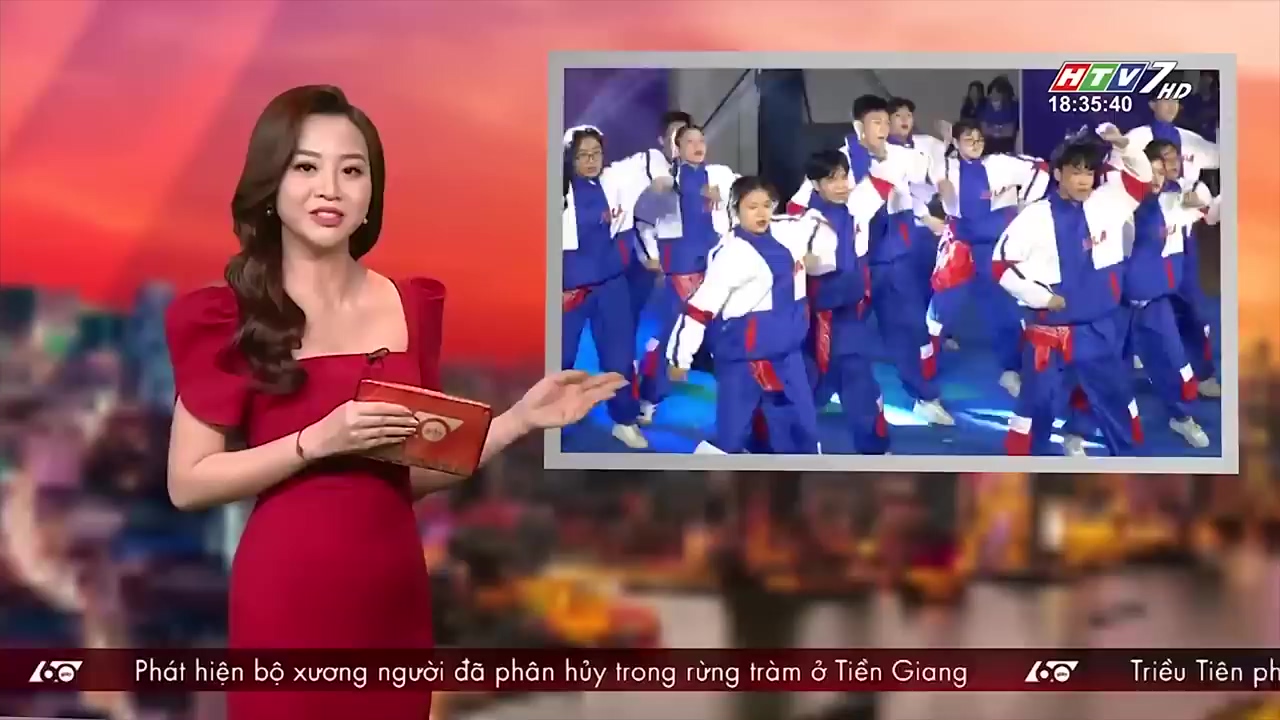 HTV7 HD
18:35:40
Phát hiện bộ xương người đã phân hủy trong rừng tràm ở Tiền Giang
Triều Tiên ph